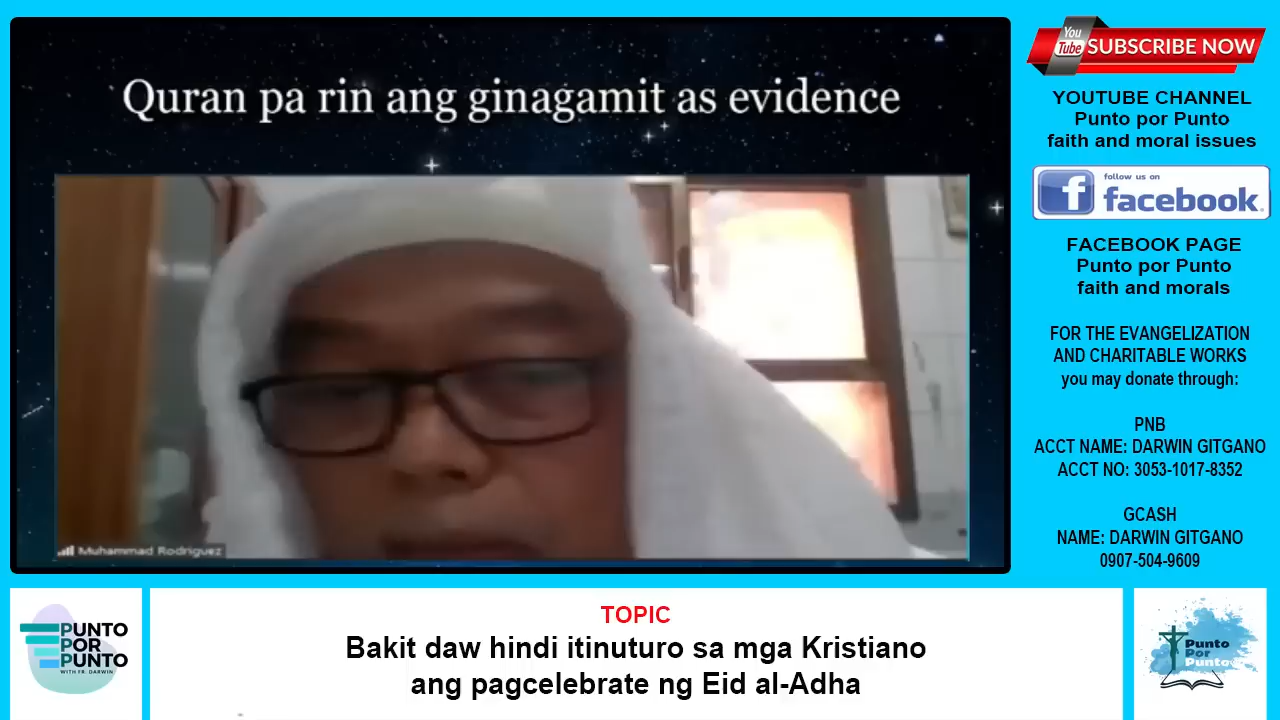 Quran pa rin ang ginagamit as evidence
Muhammad Rodriguez
You
Tube
SUBSCRIBE NOW
YOUTUBE CHANNEL
Punto por Punto
faith and moral issues
follow us on
facebook
FACEBOOK PAGE
Punto por Punto
faith and morals
FOR THE EVANGELIZATION
AND CHARITABLE WORKS
you may donate through:
PNB
ACCT NAME: DARWIN GITGANO
ACCT NO: 3053-1017-8352
GCASH
NAME: DARWIN GITGANO
0907-504-9609
PUNTO
POR
PUNTO
WITH FR. DARWIN
TOPIC
Bakit daw hindi itinuturo sa mga Kristiano
ang pagcelebrate ng Eid al-Adha
Punto
Por
Punto